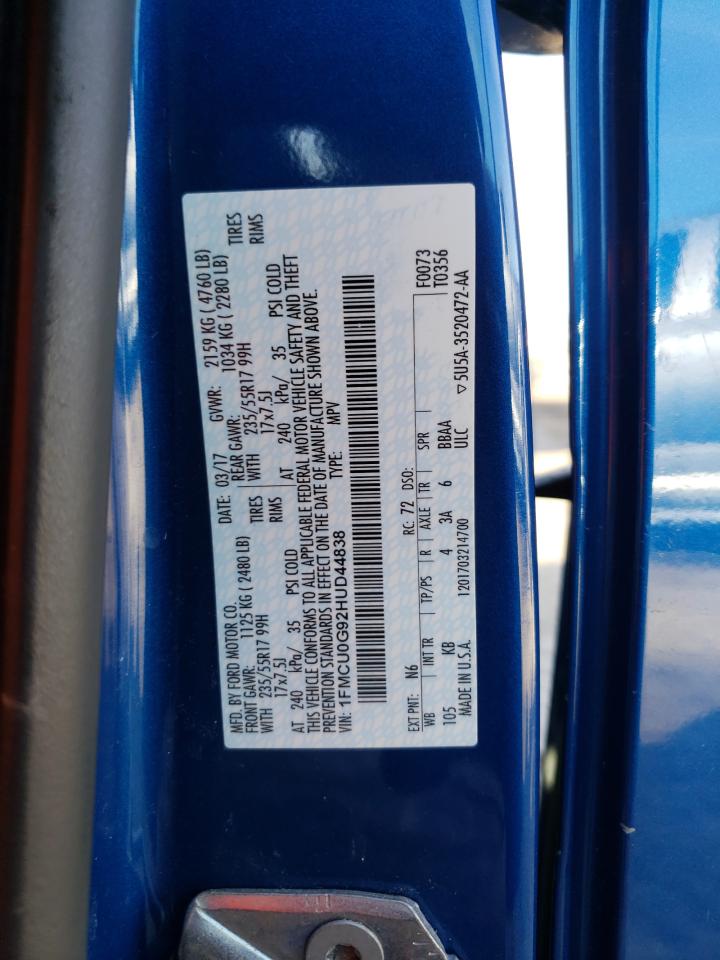 MFD. BY FORD MOTOR CO.
DATE: 03/17 GVWR: 2159 KG ( 4760 LB)
FRONT GAWR: 1125 KG ( 2480 LB) REAR GAWR: 1034 KG ( 2280 LB)
WITH 235/55R17 99H TIRES WITH 235/55R17 99H TIRES
17x7.5J RIMS 17x7.5J RIMS
AT 240 kPa/ 35 PSI COLD AT 240 kPa/ 35 PSI COLD
THIS VEHICLE CONFORMS TO ALL APPLICABLE FEDERAL MOTOR VEHICLE SAFETY AND THEFT
PREVENTION STANDARDS IN EFFECT ON THE DATE OF MANUFACTURE SHOWN ABOVE.
VIN: 1FMCU0G92HUD44838 TYPE: MPV
F0073
EXT PNT: N6 RC: 72 DSO: T0356
WB INT TR TP/PS R AXLE TR SPR
105 KB 4 3A 6 BBAA
MADE IN U.S.A. 1201703214700 ULC ▽5U5A-3520472-AA